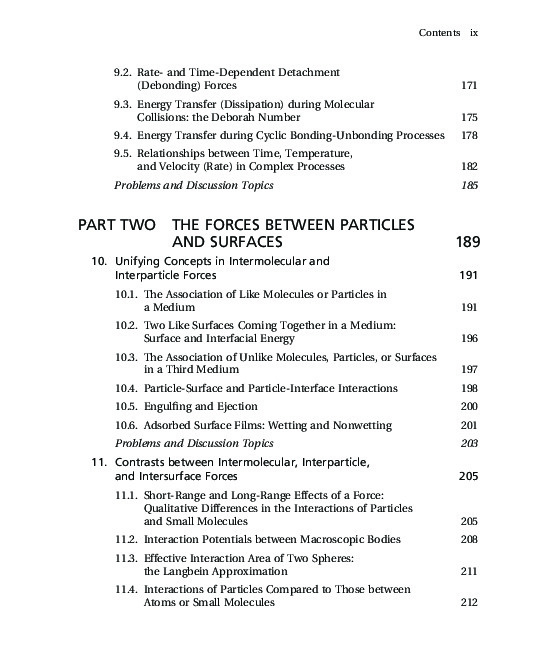 Contents ix
9.2. Rate- and Time-Dependent Detachment
(Debonding) Forces 171
9.3. Energy Transfer (Dissipation) during Molecular
Collisions: the Deborah Number 175
9.4. Energy Transfer during Cyclic Bonding-Unbonding Processes 178
9.5. Relationships between Time, Temperature,
and Velocity (Rate) in Complex Processes 182
Problems and Discussion Topics 185
PART TWO THE FORCES BETWEEN PARTICLES
AND SURFACES 189
10. Unifying Concepts in Intermolecular and
Interparticle Forces 191
10.1. The Association of Like Molecules or Particles in
a Medium 191
10.2. Two Like Surfaces Coming Together in a Medium:
Surface and Interfacial Energy 196
10.3. The Association of Unlike Molecules, Particles, or Surfaces
in a Third Medium 197
10.4. Particle-Surface and Particle-Interface Interactions 198
10.5. Engulfing and Ejection 200
10.6. Adsorbed Surface Films: Wetting and Nonwetting 201
Problems and Discussion Topics 203
11. Contrasts between Intermolecular, Interparticle,
and Intersurface Forces 205
11.1. Short-Range and Long-Range Effects of a Force:
Qualitative Differences in the Interactions of Particles
and Small Molecules 205
11.2. Interaction Potentials between Macroscopic Bodies 208
11.3. Effective Interaction Area of Two Spheres:
the Langbein Approximation 211
11.4. Interactions of Particles Compared to Those between
Atoms or Small Molecules 212